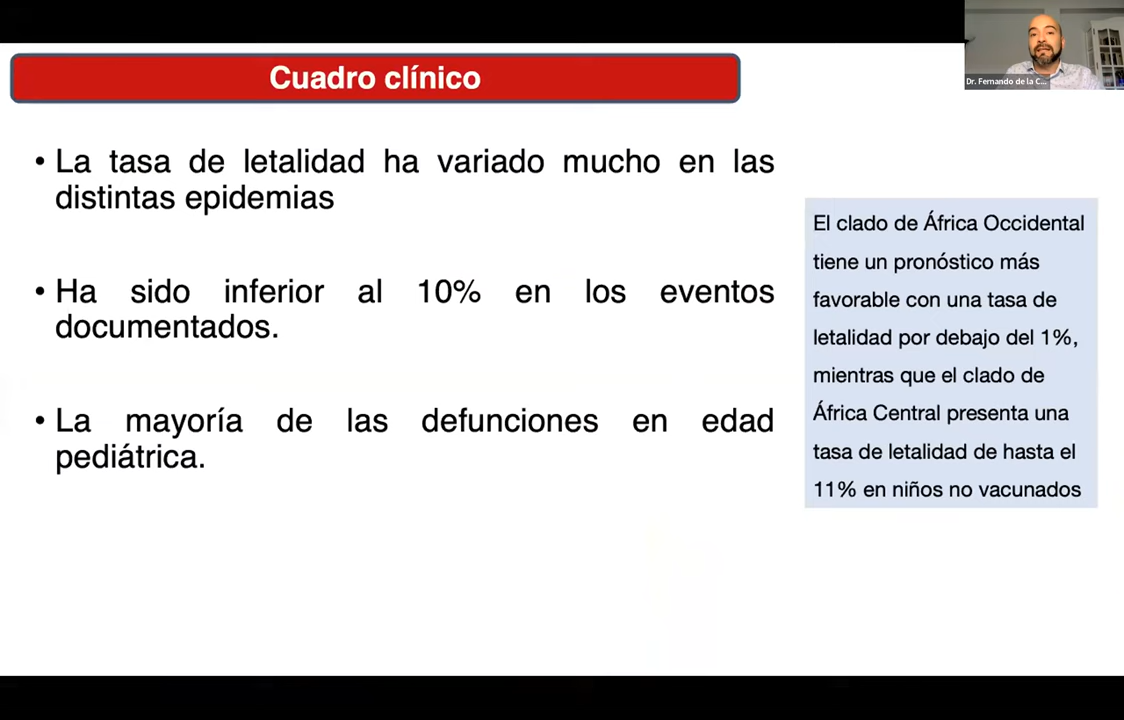 Cuadro clínico
Dr. Fernando de la C...
• La tasa de letalidad ha variado mucho en las
distintas epidemias
• Ha sido inferior al 10% en los eventos
documentados.
• La mayoría de las defunciones en edad
pediátrica.
El clado de África Occidental
tiene un pronóstico más
favorable con una tasa de
letalidad por debajo del 1%,
mientras que el clado de
África Central presenta una
tasa de letalidad de hasta el
11% en niños no vacunados